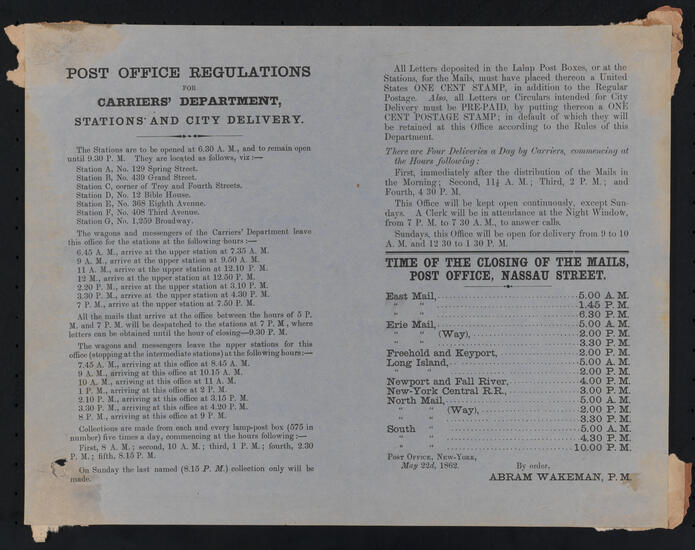 POST OFFICE REGULATIONS
FOR
CARRIERS' DEPARTMENT,
STATIONS AND CITY DELIVERY.
The Stations are to be opened at 6.30 A. M., and to remain open
until 9.30 P. M. They are located as follows, viz:—
Station A, No. 129 Spring Street.
Station B, No. 439 Grand Street.
Station C, corner of Troy and Fourth Streets.
Station D, No. 12 Bible House.
Station E, No. 368 Eighth Avenue.
Station F, No. 408 Third Avenue.
Station G, No. 1,259 Broadway.
The wagons and messengers of the Carriers' Department leave
this office for the stations at the following hours:—
6.45 A. M., arrive at the upper station at 7.35 A. M.
9 A. M., arrive at the upper station at 9.50 A. M.
11 A. M., arrive at the upper station at 12.10 P. M.
12 M., arrive at the upper station at 12.50 P. M.
2.20 P. M., arrive at the upper station at 3.10 P. M.
3.30 P. M., arrive at the upper station at 4.30 P. M.
7 P. M., arrive at the upper station at 7.50 P. M.
All the mails that arrive at the office between the hours of 5 P.
M. and 7 P. M. will be despatched to the stations at 7 P. M., where
letters can be obtained until the hour of closing—9.30 P. M.
The wagons and messengers leave the upper stations for this
office (stopping at the intermediate stations) at the following hours:—
7.45 A. M., arriving at this office at 8.45 A. M.
9 A. M., arriving at this office at 10.15 A. M.
10 A. M., arriving at this office at 11 A. M.
1 P. M., arriving at this office at 2 P. M.
2.10 P. M., arriving at this office at 3.15 P. M.
3.30 P. M., arriving at this office at 4.20 P. M.
8 P. M., arriving at this office at 9 P. M.
Collections are made from each and every lamp-post box (575 in
number) five times a day, commencing at the hours following:—
First, 8 A. M.; second, 10 A. M.; third, 1 P. M.; fourth, 2.30
P. M.; fifth, 8.15 P. M.
On Sunday the last named (8.15 P. M.) collection only will be
made.
All Letters deposited in the Lamp Post Boxes, or at the
Stations, for the Mails, must have placed thereon a United
States ONE CENT STAMP, in addition to the Regular
Postage. Also, all Letters or Circulars intended for City
Delivery must be PRE-PAID, by putting thereon a ONE
CENT POSTAGE STAMP; in default of which they will
be retained at this Office according to the Rules of this
Department.
There are Four Deliveries a Day by Carriers, commencing at
the Hours following:
First, immediately after the distribution of the Mails in
the Morning; Second, 11½ A. M.; Third, 2 P. M.; and
Fourth, 4 30 P. M.
This Office will be kept open continuously, except Sun-
days. A Clerk will be in attendance at the Night Window,
from 7 P. M. to 7 30 A. M., to answer calls.
Sundays, this Office will be open for delivery from 9 to 10
A. M. and 12 30 to 1 30 P. M.
TIME OF THE CLOSING OF THE MAILS,
POST OFFICE, NASSAU STREET.
East Mail, 5.00 A. M.
" " 1.45 P. M.
" " 6.30 P. M.
Erie Mail, 5.00 A. M.
" " (Way), 2.00 P. M.
" " 3.30 P. M.
Freehold and Keyport, 2.00 P. M.
Long Island, 5.00 A. M.
" " 2.00 P. M.
Newport and Fall River, 4.00 P. M.
New-York Central R.R., 3.00 P. M.
North Mail, 5.00 A. M.
" " (Way), 2.00 P. M.
" " 3.30 P. M.
South " 5.00 A. M.
" " 4.30 P. M.
" " 10.00 P. M.
POST OFFICE, NEW-YORK,
May 22d, 1862. By order,
ABRAM WAKEMAN, P. M.